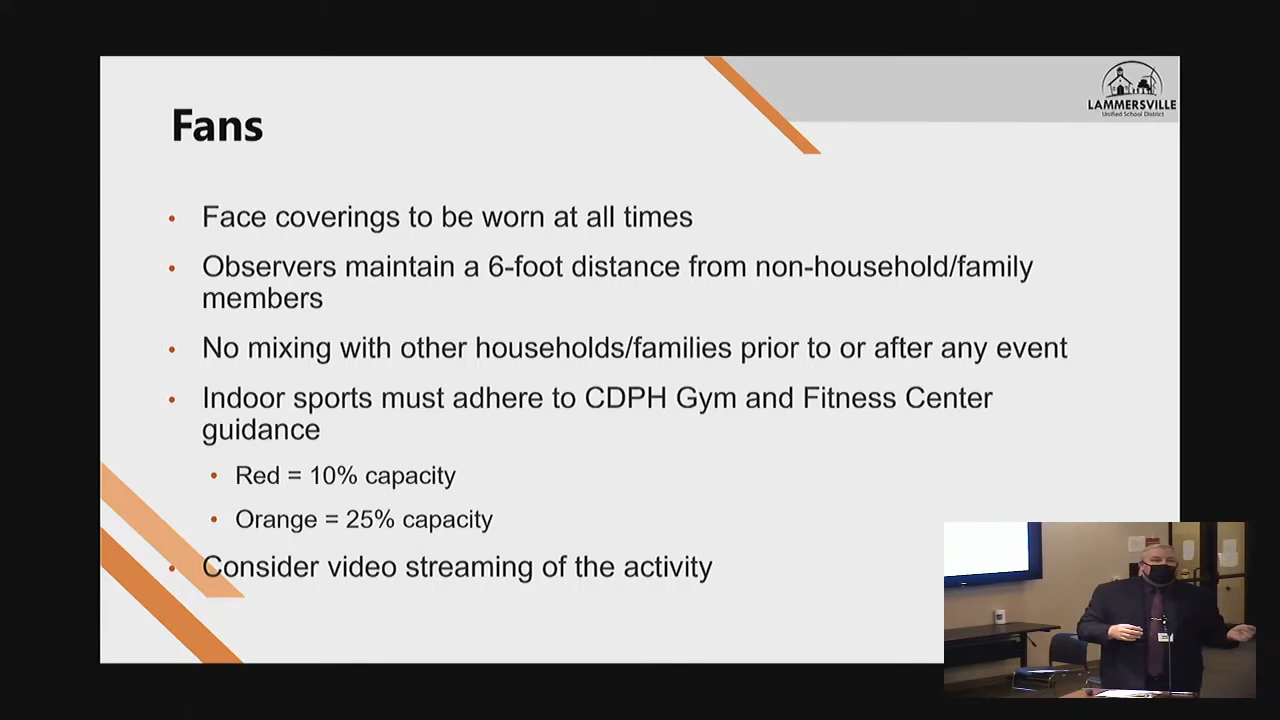 LAMMERSVILLE
Unified School District
Fans
• Face coverings to be worn at all times
• Observers maintain a 6-foot distance from non-household/family
members
• No mixing with other households/families prior to or after any event
• Indoor sports must adhere to CDPH Gym and Fitness Center
guidance
• Red = 10% capacity
• Orange = 25% capacity
• Consider video streaming of the activity